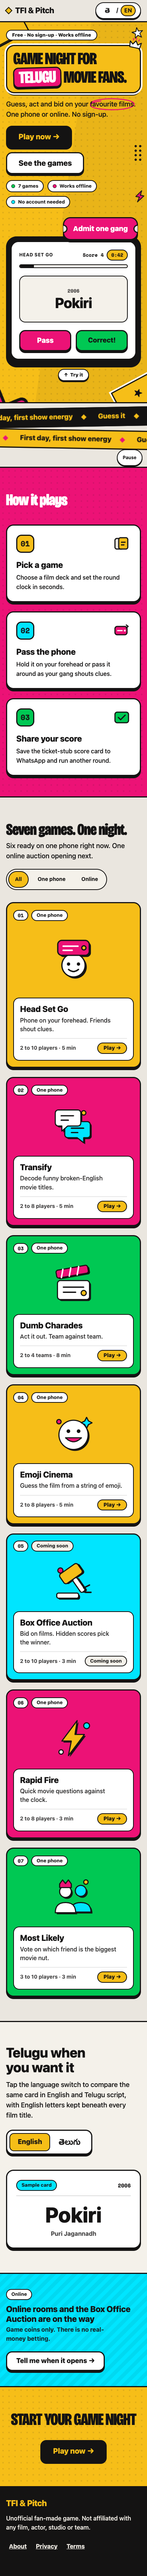 TFI & Pitch
/ EN
Free · No sign-up · Works offline
GAME NIGHT FOR
TELUGU MOVIE FANS.
Guess, act and bid on your favourite films.
One phone or online. No sign-up.
Play now →
See the games
7 games
Works offline
No account needed
Admit one gang
HEAD SET GO
Score 4
0:42
2006
Pokiri
Pass
Correct!
↑ Try it
day, first show energy ◆ Guess it ◆
◆ First day, first show energy ◆ Gu
Pause
How it plays
01
Pick a game
Choose a film deck and set the round
clock in seconds.
02
Pass the phone
Hold it on your forehead or pass it
around as your gang shouts clues.
03
Share your score
Save the ticket-stub score card to
WhatsApp and run another round.
Seven games. One night.
Six ready on one phone right now. One
online auction opening next.
All
One phone
Online
01
One phone
Head Set Go
Phone on your forehead. Friends
shout clues.
2 to 10 players · 5 min
Play →
02
One phone
Transify
Decode funny broken-English
movie titles.
2 to 8 players · 5 min
Play →
03
One phone
Dumb Charades
Act it out. Team against team.
2 to 4 teams · 8 min
Play →
04
One phone
Emoji Cinema
Guess the film from a string of emoji.
2 to 8 players · 5 min
Play →
05
Coming soon
Box Office Auction
Bid on films. Hidden scores pick
the winner.
2 to 10 players · 3 min
Coming soon
06
One phone
Rapid Fire
Quick movie questions against
the clock.
2 to 8 players · 3 min
Play →
07
One phone
Most Likely
Vote on which friend is the biggest
movie nut.
3 to 10 players · 3 min
Play →
Telugu when
you want it
Tap the language switch to compare the
same card in English and Telugu script,
with English letters kept beneath every
film title.
English
తెలుగు
Sample card
2006
Pokiri
Puri Jagannadh
Online
Online rooms and the Box Office
Auction are on the way
Game coins only. There is no real-
money betting.
Tell me when it opens →
START YOUR GAME NIGHT
Play now →
TFI & Pitch
Unofficial fan-made game. Not affiliated with
any film, actor, studio or team.
About
Privacy
Terms